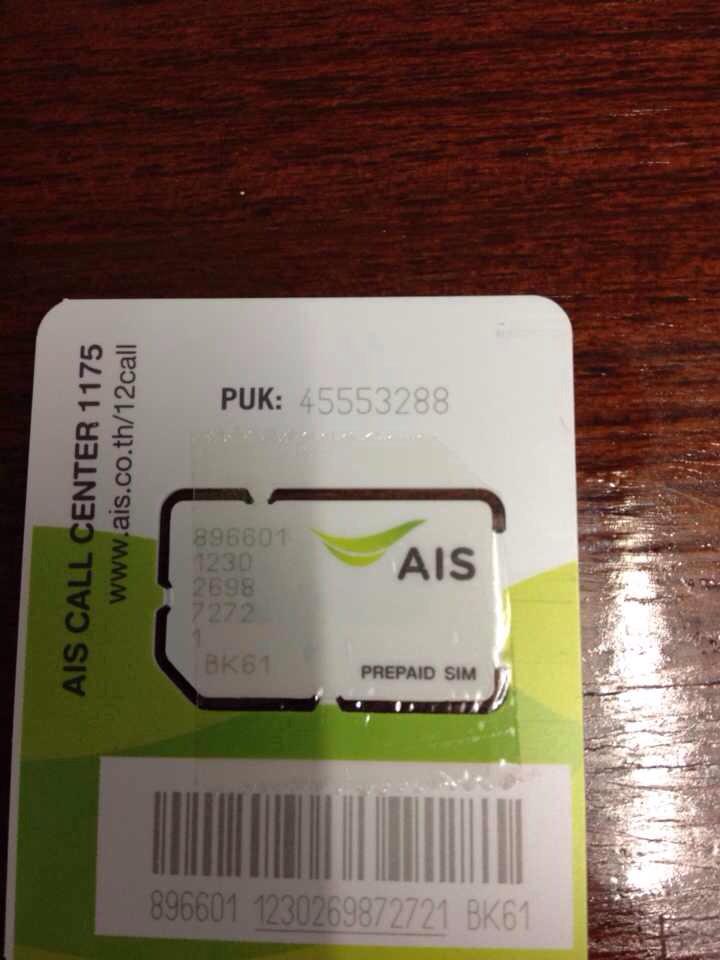 AIS CALL CENTER 1175
www.ais.co.th/12call
PUK: 45553288
896601
1230
2698
7272
1
BK61
AIS
PREPAID SIM
896601 1230269872721 BK61